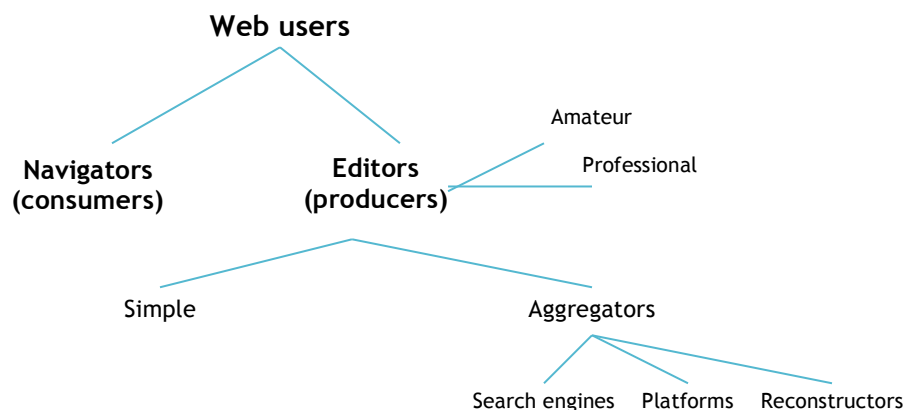 Web users
Amateur
Professional
Navigators
(consumers)
Editors
(producers)
Simple
Aggregators
Search engines
Platforms
Reconstructors